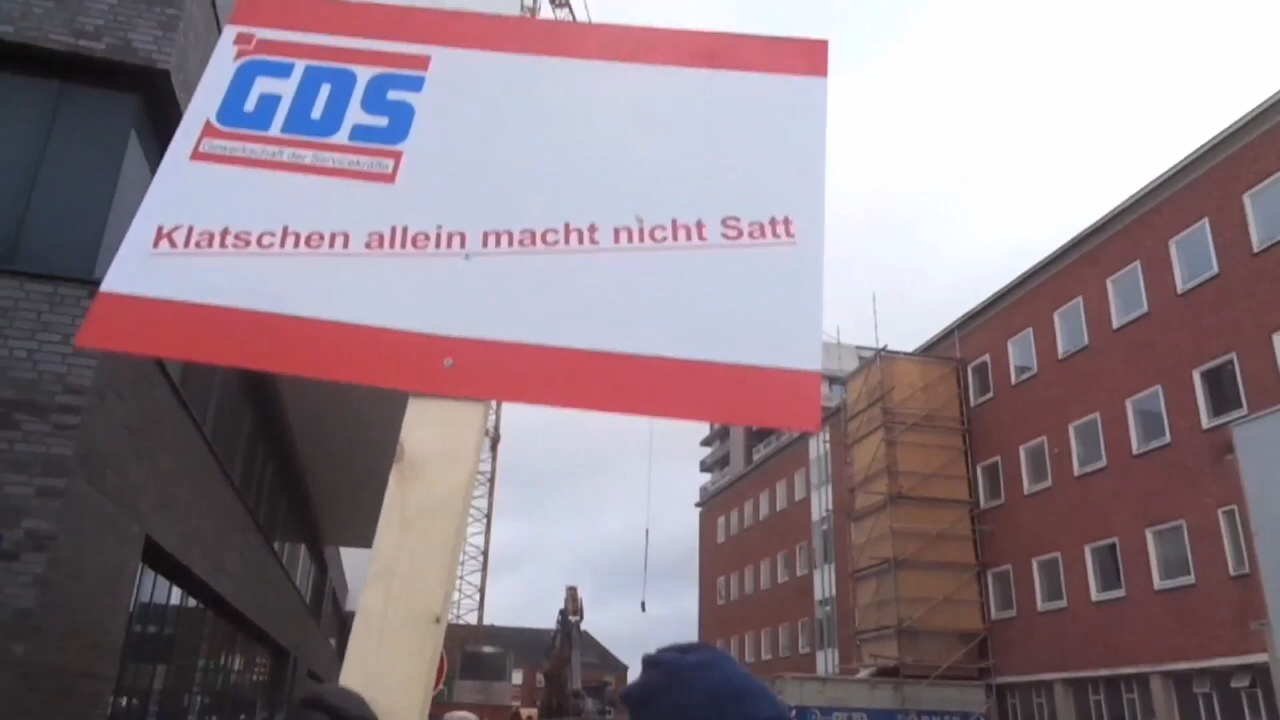 GDS
Gewerkschaft der Servicekräfte
Klatschen allein macht nicht Satt